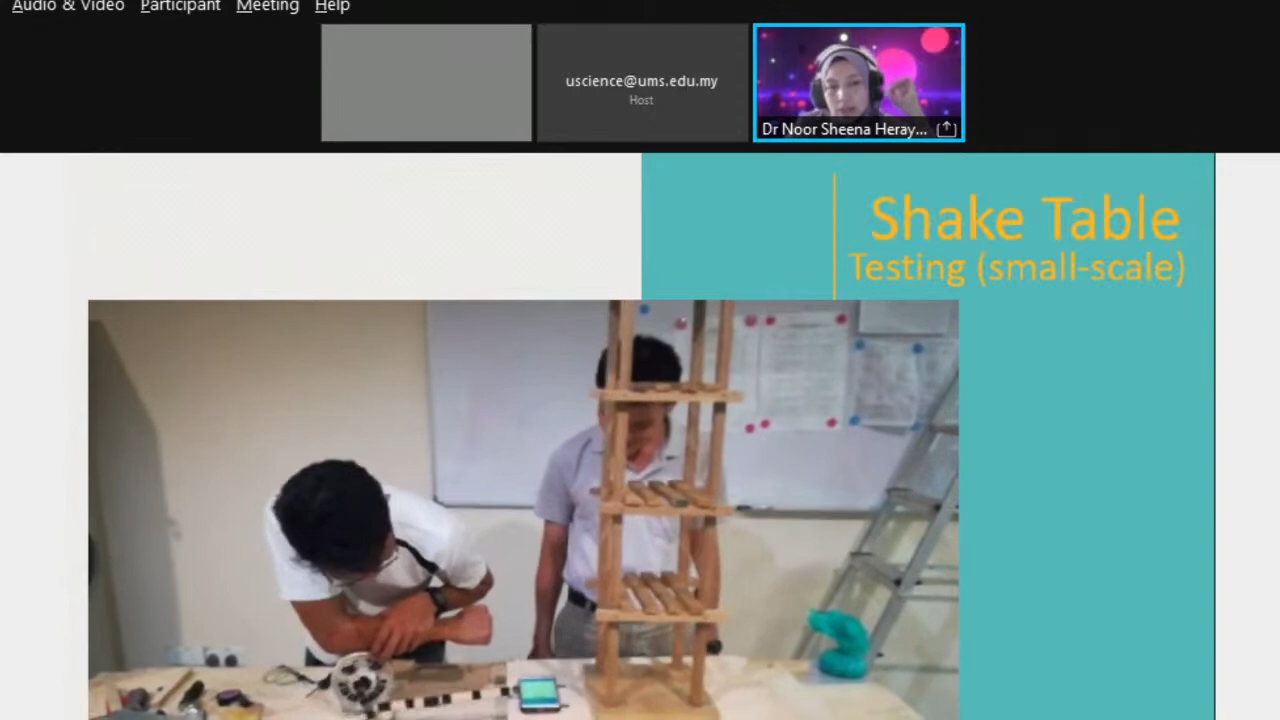 Audio & Video Participant Meeting Help
uscience@ums.edu.my
Host
Dr Noor Sheena Heray...
Shake Table
Testing (small-scale)